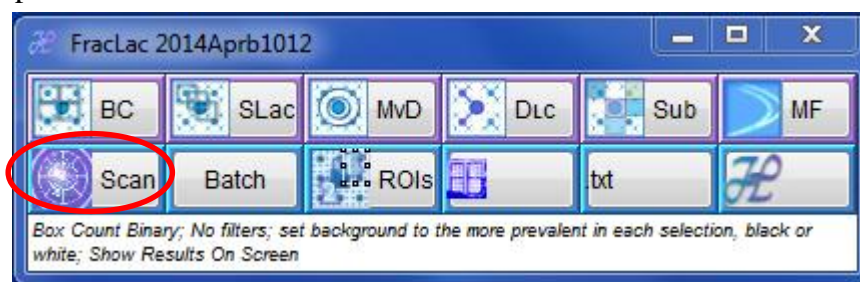 FracLac 2014Aprb1012
BC SLac MvD DLC Sub MF
Scan Batch ROIs .txt
Box Count Binary; No filters; set background to the more prevalent in each selection, black or
white; Show Results On Screen